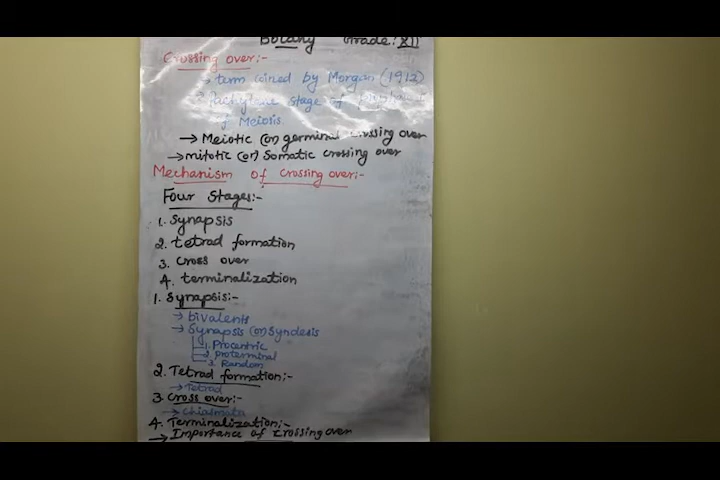 Botany Grade: XII
Crossing over:-
→ term coined by Morgan (1912)
→ Pachytene stage of prophase I
of Meiosis.
→ Meiotic (or) germinal crossing over
→ mitotic (or) Somatic crossing over
Mechanism of crossing over:-
Four Stages:-
1. Synapsis
2. tetrad formation
3. cross over
4. terminalization
1. Synapsis:-
→ bivalents
→ Synapsis (or) Syndesis
1. Procentric
2. proterminal
3. Random
2. Tetrad formation:-
→ Tetrad
3. cross over:-
→ Chiasmata
4. Terminalization:-
→ Importance of crossing over